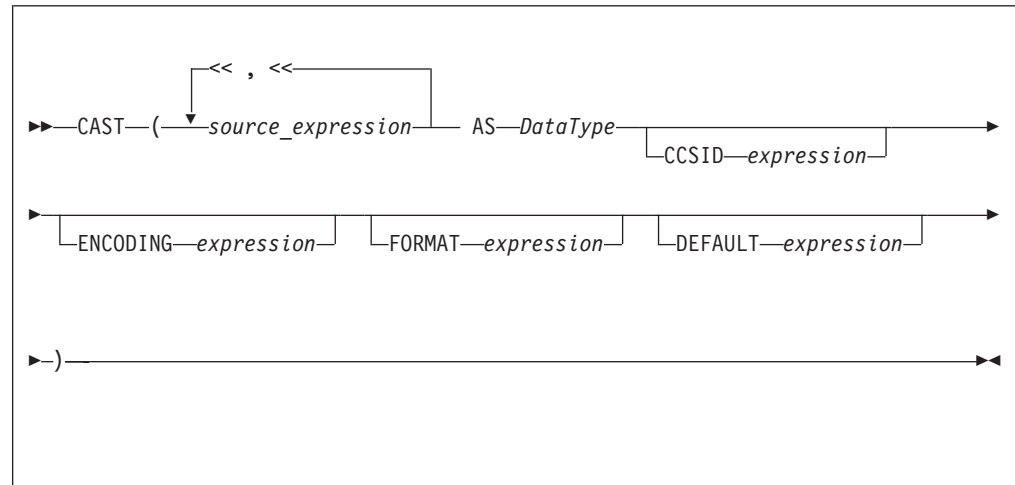 << , <<
CAST ( source_expression AS DataType
CCSID expression
ENCODING expression FORMAT expression DEFAULT expression
)